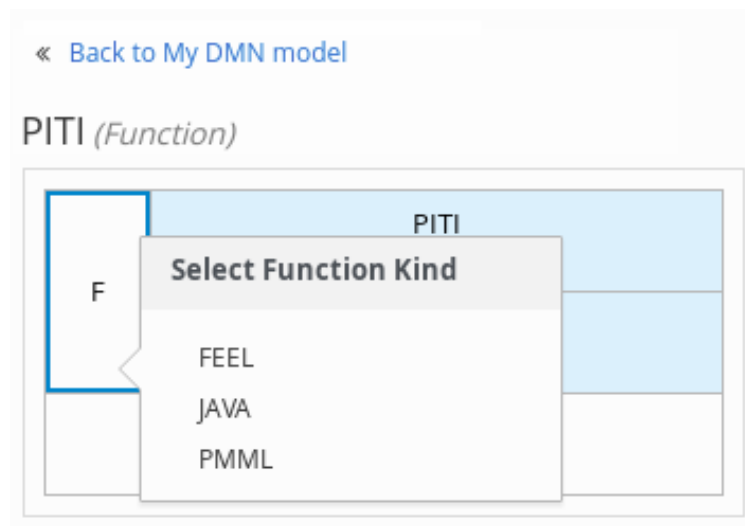 « Back to My DMN model
PITI (Function)
PITI
F
Select Function Kind
FEEL
JAVA
PMML